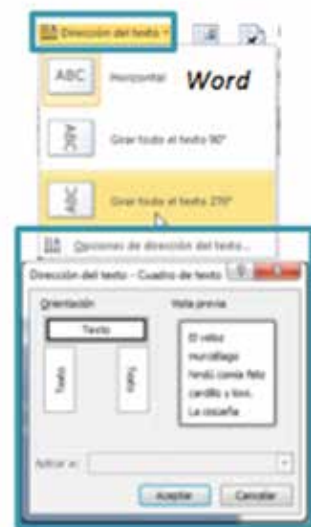 Dirección del texto
ABC Horizontal Word
ABC Girar todo el texto 90°
ABC Girar todo el texto 270°
Opciones de dirección del texto...
Dirección del texto - Cuadro de texto
Orientación
Vista previa
Texto
Texto
Texto
El veloz
murciélago
hindú comía feliz
cardillo y kiwi.
La cigüeña
Aplicar a:
Aceptar
Cancelar